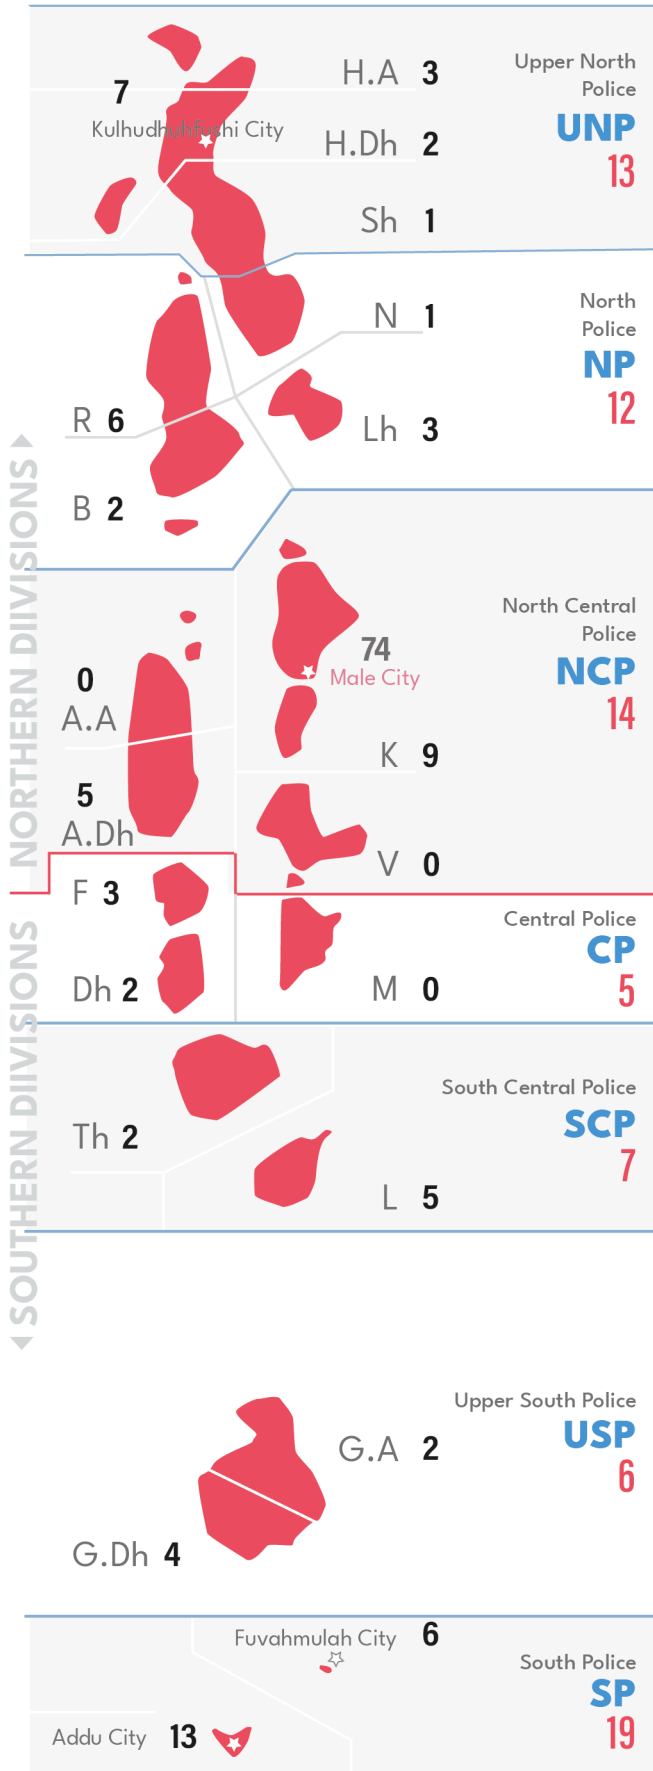 H.A 3
Upper North
Police
7
UNP
Kulhudhuhfushi City
H.Dh 2
13
Sh 1
N 1
North
Police
NP
R 6
12
Lh 3
B 2
NORTHERN DIIVISIONS
North Central
Police
74
NCP
0
Male City
A.A
14
K 9
5
A.Dh
V 0
F 3
Central Police
CP
Dh 2
M 0
5
SOUTHERN DIIVISIONS
South Central Police
SCP
Th 2
7
L 5
Upper South Police
USP
G.A 2
6
G.Dh 4
Fuvahmulah City 6
South Police
SP
Addu City 13
19